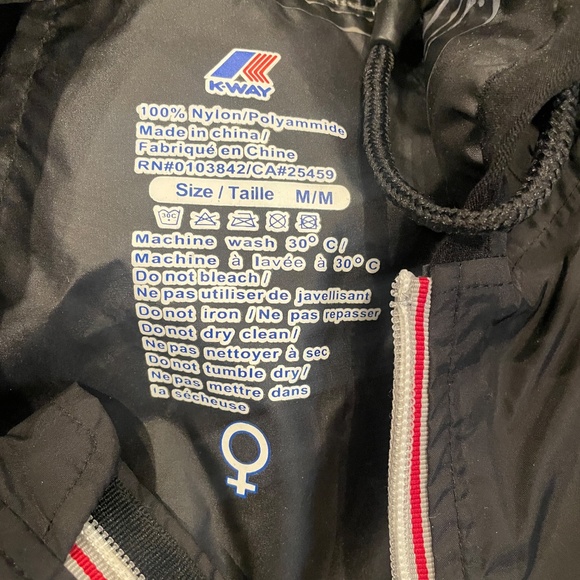 K-WAY
100% Nylon/Polyammide
Made in china/
Fabriqué en Chine
RN#0103842/CA#25459
Size / Taille M/M
30C
Machine wash 30° C/
Machine à lavée à 30° C
Do not bleach/
Ne pas utiliser de javellisant
Do not iron / Ne pas repasser
Do not dry clean/
Ne pas nettoyer à sec
Do not tumble dry/
Ne pas mettre dans
la sécheuse